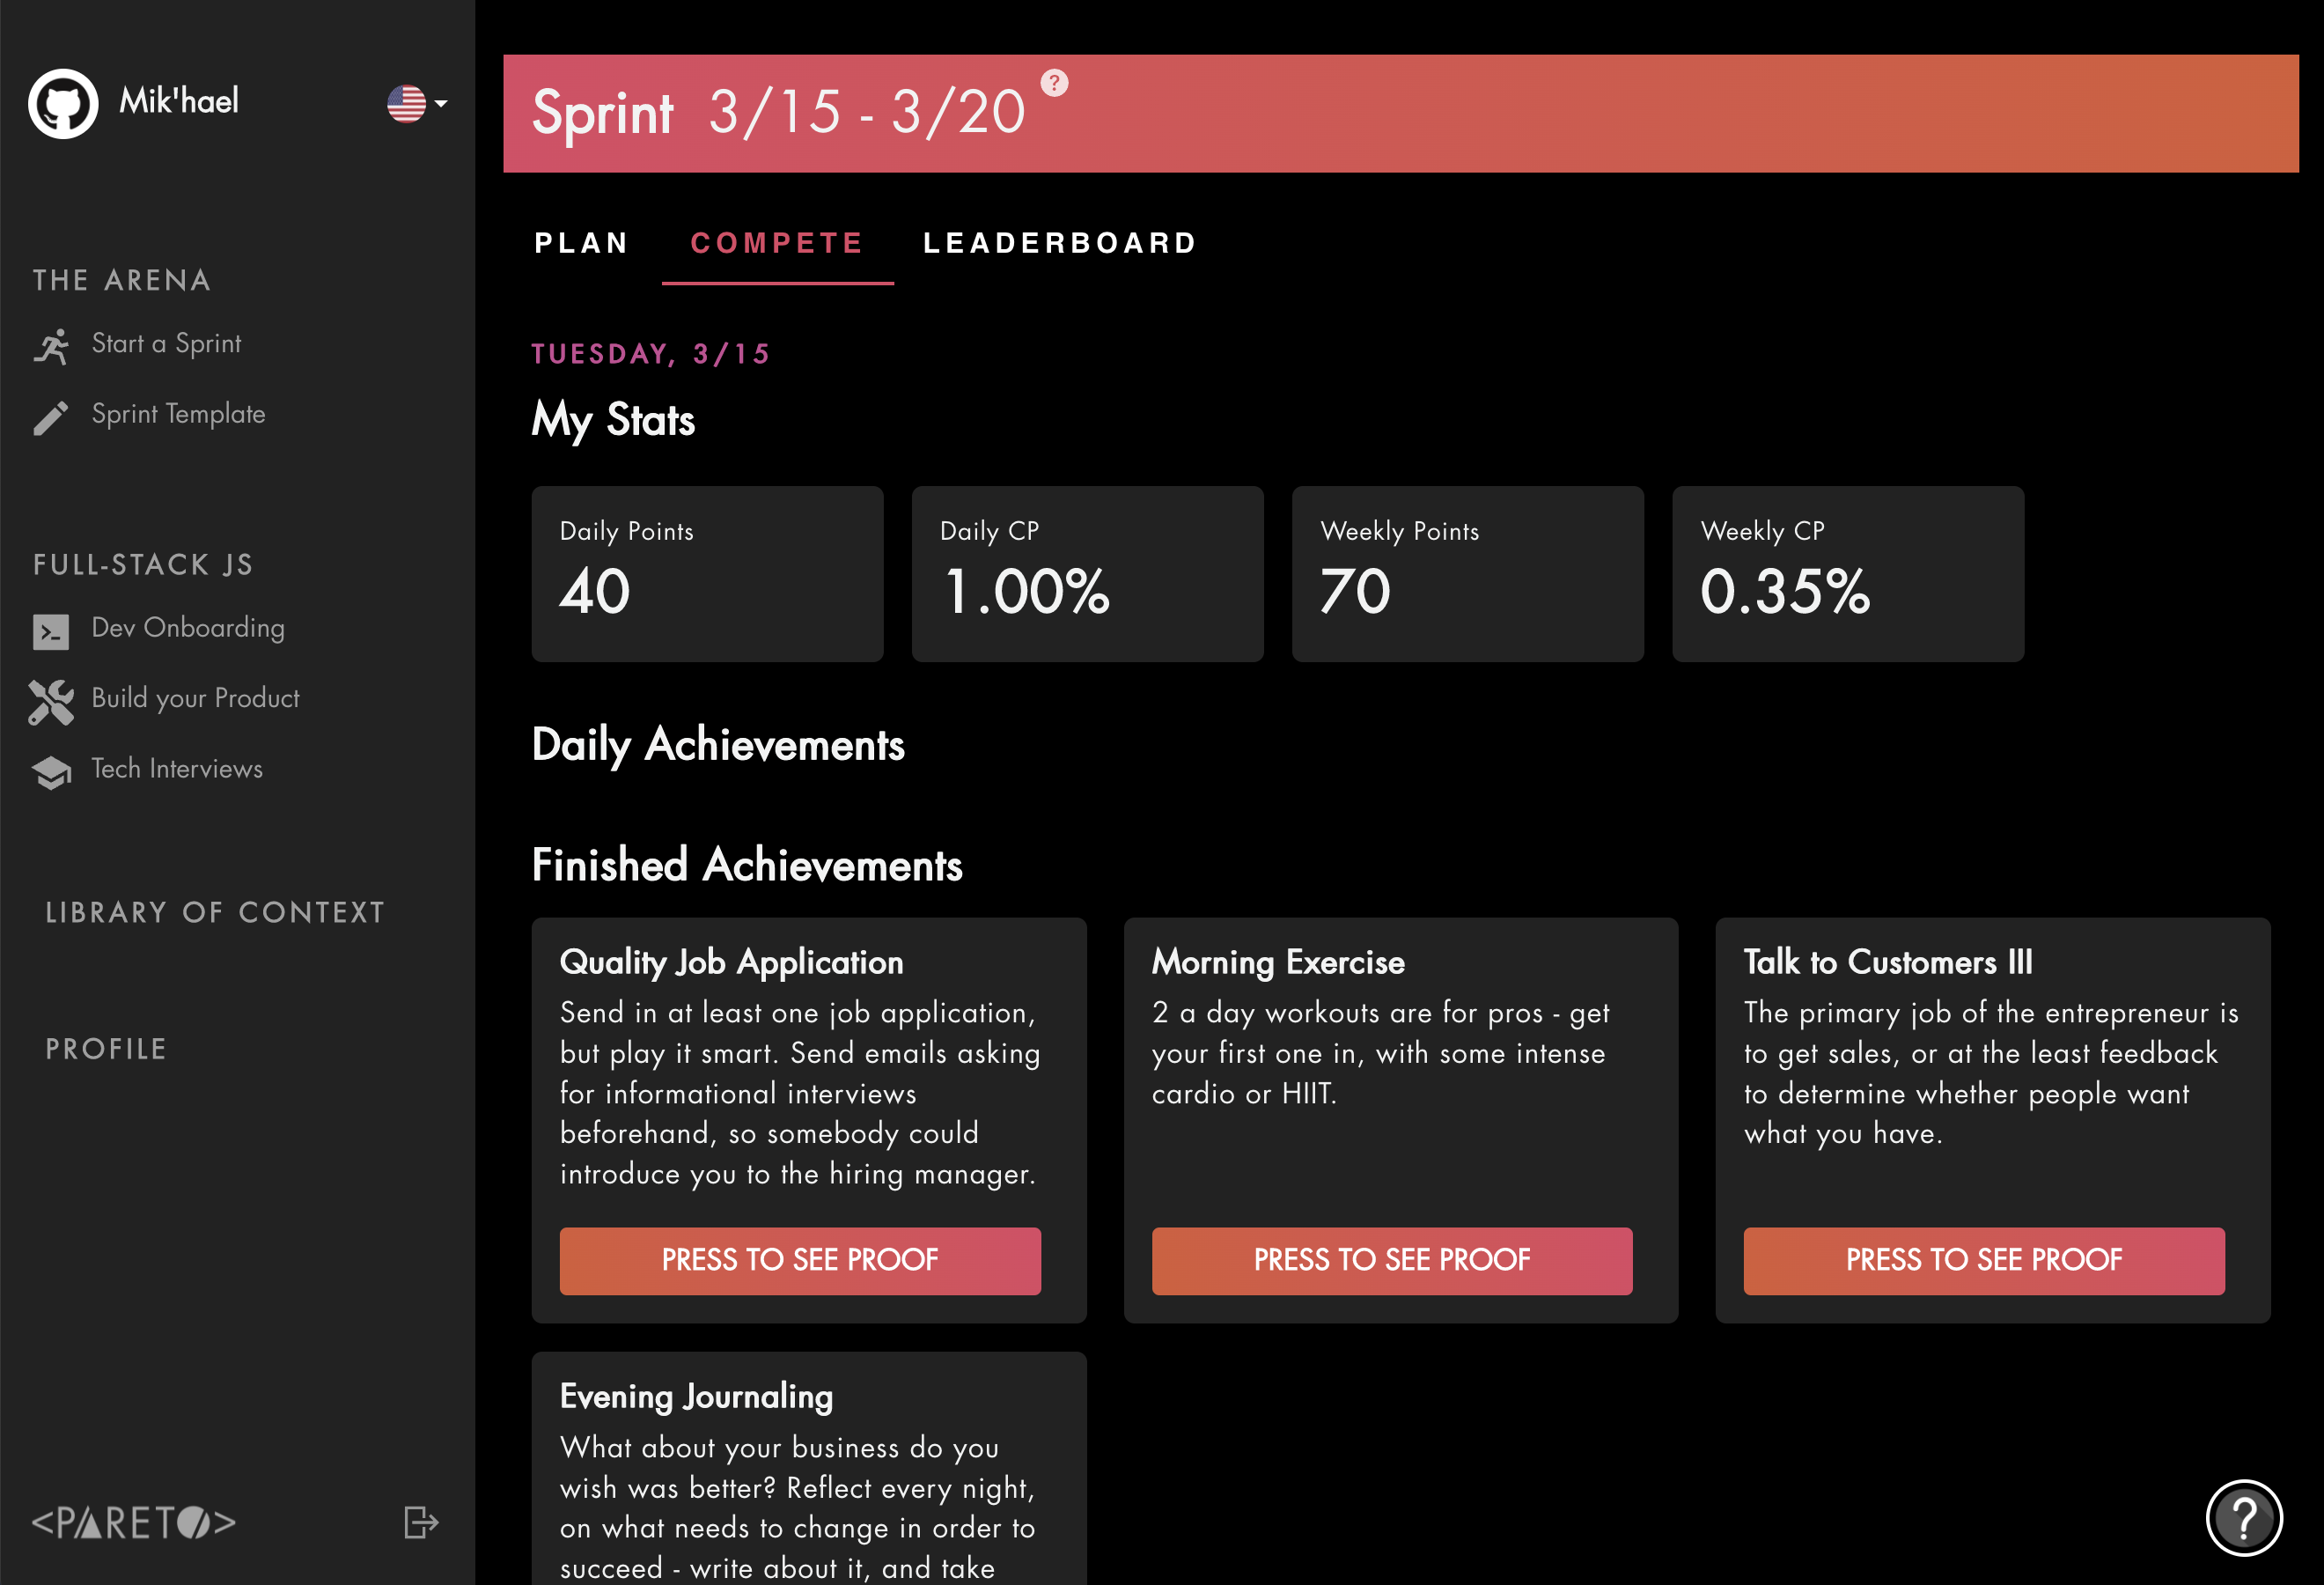 Mik'hael
THE ARENA
Start a Sprint
Sprint Template
FULL-STACK JS
Dev Onboarding
Build your Product
Tech Interviews
LIBRARY OF CONTEXT
PROFILE
<PARETO>
Sprint 3/15 - 3/20 ?
PLAN COMPETE LEADERBOARD
TUESDAY, 3/15
My Stats
Daily Points
40
Daily CP
1.00%
Weekly Points
70
Weekly CP
0.35%
Daily Achievements
Finished Achievements
Quality Job Application
Send in at least one job application,
but play it smart. Send emails asking
for informational interviews
beforehand, so somebody could
introduce you to the hiring manager.
PRESS TO SEE PROOF
Morning Exercise
2 a day workouts are for pros - get
your first one in, with some intense
cardio or HIIT.
PRESS TO SEE PROOF
Talk to Customers III
The primary job of the entrepreneur is
to get sales, or at the least feedback
to determine whether people want
what you have.
PRESS TO SEE PROOF
Evening Journaling
What about your business do you
wish was better? Reflect every night,
on what needs to change in order to
succeed - write about it, and take
?